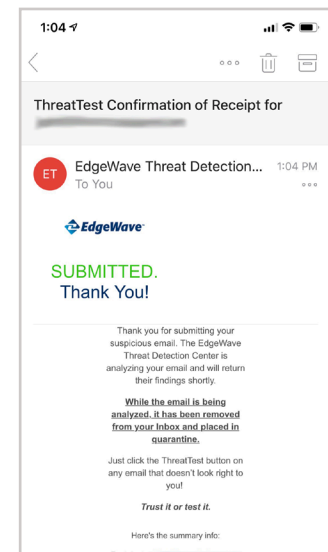 1:04
ThreatTest Confirmation of Receipt for
ET
EdgeWave Threat Detection...
1:04 PM
To You
EdgeWave
SUBMITTED.
Thank You!
Thank you for submitting your
suspicious email. The EdgeWave
Threat Detection Center is
analyzing your email and will return
their findings shortly.
While the email is being
analyzed, it has been removed
from your Inbox and placed in
quarantine.
Just click the ThreatTest button on
any email that doesn't look right to
you!
Trust it or test it.
Here's the summary info: